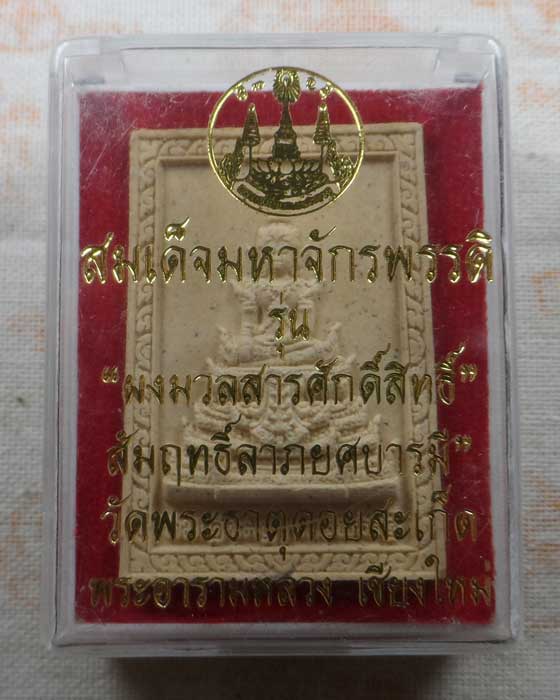 สมเด็จมหาจักรพรรดิ
รุ่น
“ผงมวลสารศักดิ์สิทธิ์”
สัมฤทธิ์ลาภยศบารมี”
วัดพระธาตุดอยสะเก็ด
พระอารามหลวง เชียงใหม่